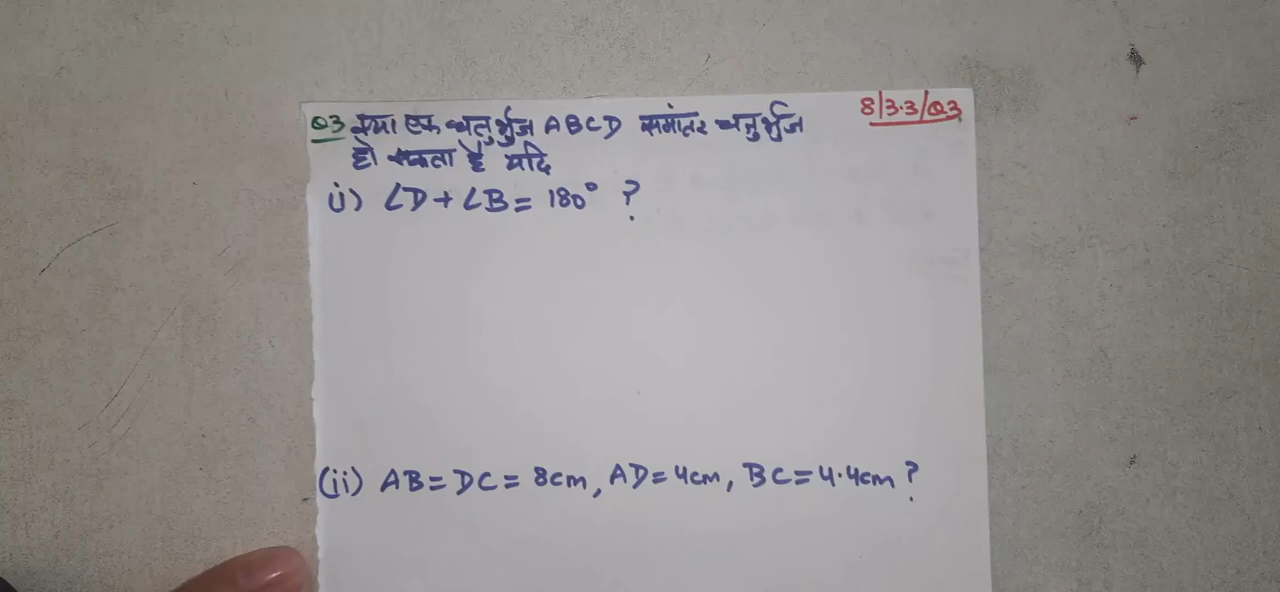 Q3 क्या एक चतुर्भुज ABCD समांतर चतुर्भुज
8/3.3/Q3
हो सकता है यदि
i) ∠D + ∠B = 180° ?
(ii) AB = DC = 8cm, AD = 4cm, BC = 4.4cm ?